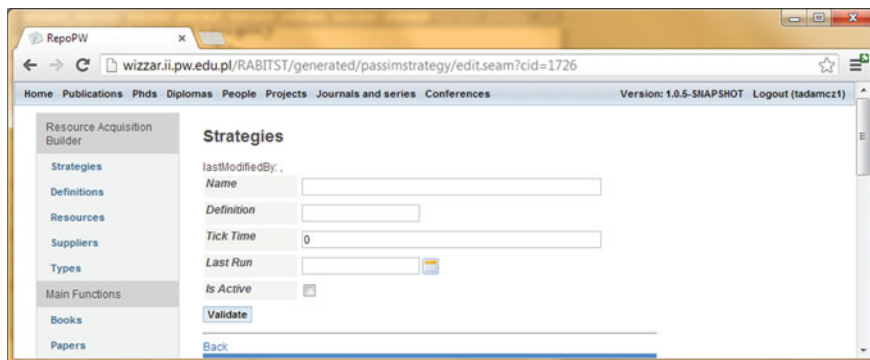 RepoPW
wizzar.ii.pw.edu.pl/RABITST/generated/passimstrategy/edit.seam?cid=1726
Home Publications Phds Diplomas People Projects Journals and series Conferences Version: 1.0.5-SNAPSHOT Logout (tadamcz1)
Resource Acquisition
Builder
Strategies
Definitions
Resources
Suppliers
Types
Main Functions
Books
Papers
Strategies
lastModifiedBy: ,
Name
Definition
Tick Time 0
Last Run
Is Active
Validate
Back